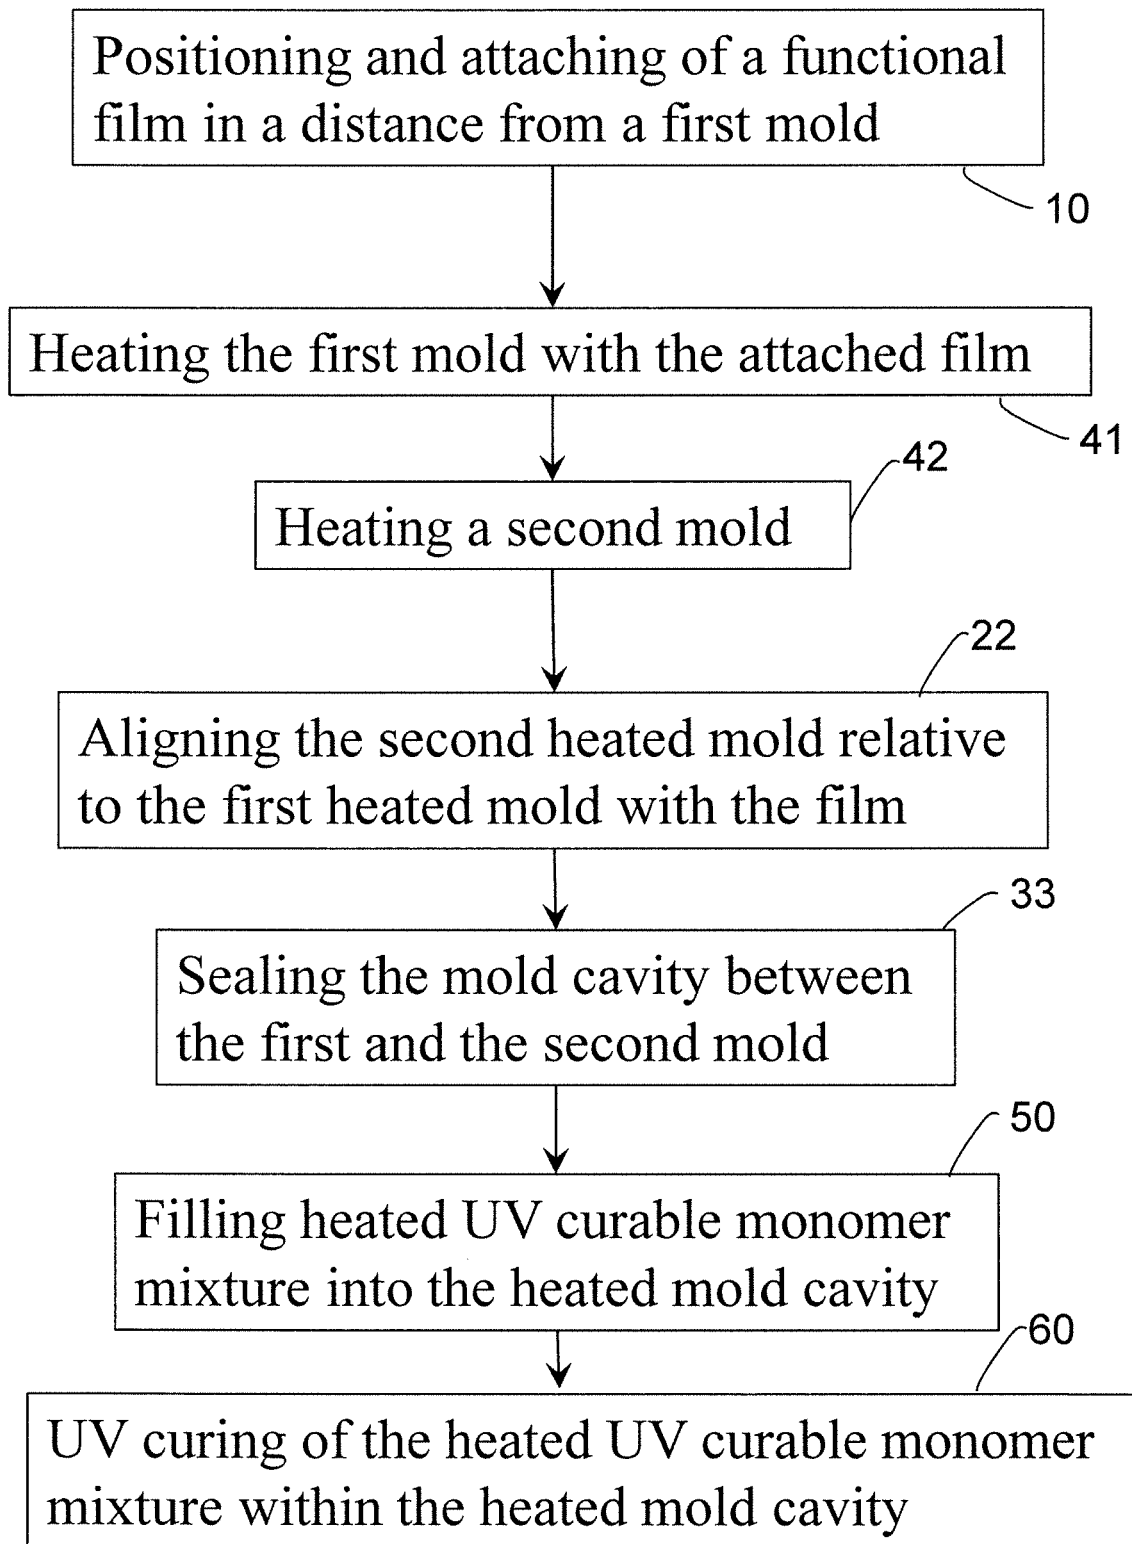 Positioning and attaching of a functional
film in a distance from a first mold
10
Heating the first mold with the attached film
41
42
Heating a second mold
22
Aligning the second heated mold relative
to the first heated mold with the film
33
Sealing the mold cavity between
the first and the second mold
50
Filling heated UV curable monomer
mixture into the heated mold cavity
60
UV curing of the heated UV curable monomer
mixture within the heated mold cavity